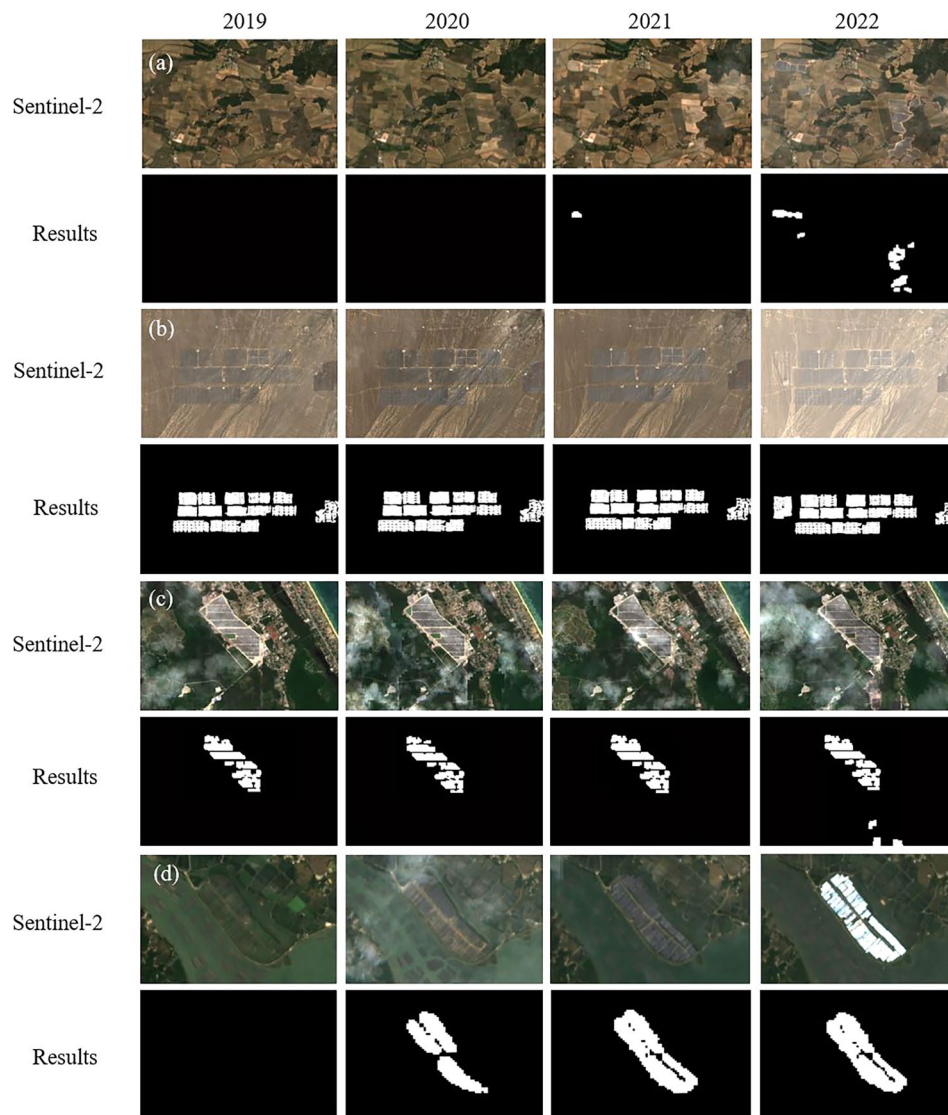 2019 2020 2021 2022
(a)
Sentinel-2
Results
(b)
Sentinel-2
Results
(c)
Sentinel-2
Results
(d)
Sentinel-2
Results